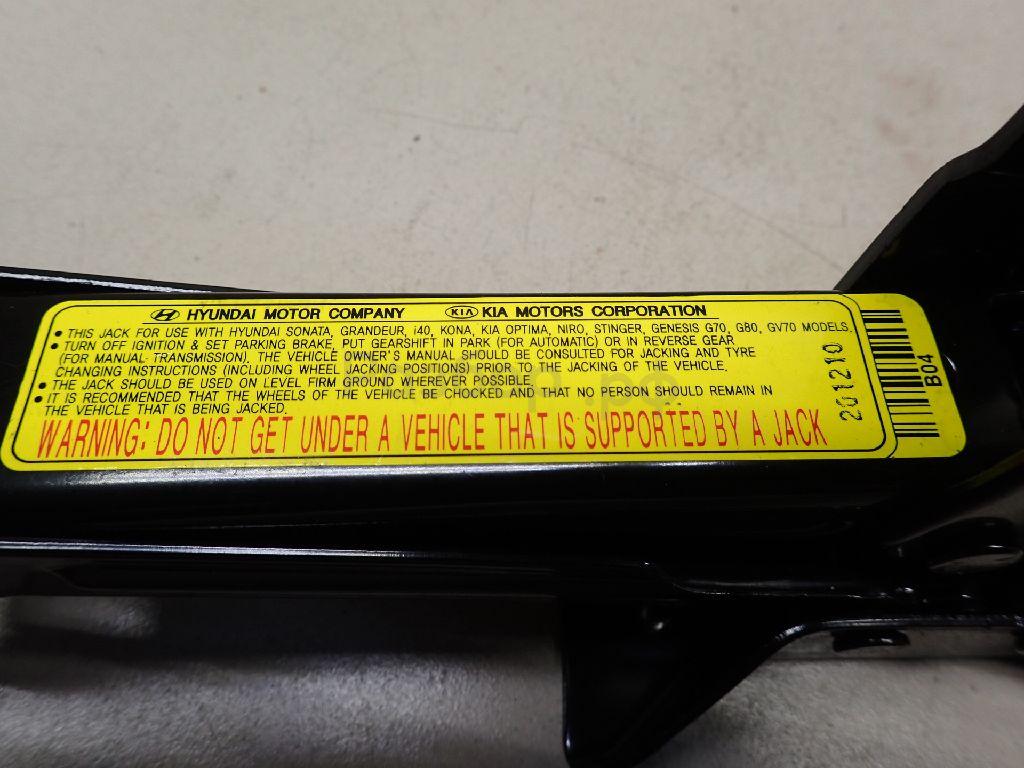 HYUNDAI MOTOR COMPANY KIA KIA MOTORS CORPORATION
• THIS JACK FOR USE WITH HYUNDAI SONATA, GRANDEUR, i40, KONA, KIA OPTIMA, NIRO, STINGER, GENESIS G70, G80, GV70 MODELS.
• TURN OFF IGNITION & SET PARKING BRAKE, PUT GEARSHIFT IN PARK (FOR AUTOMATIC) OR IN REVERSE GEAR
(FOR MANUAL TRANSMISSION). THE VEHICLE OWNER'S MANUAL SHOULD BE CONSULTED FOR JACKING AND TYRE
CHANGING INSTRUCTIONS (INCLUDING WHEEL JACKING POSITIONS) PRIOR TO THE JACKING OF THE VEHICLE.
• THE JACK SHOULD BE USED ON LEVEL FIRM GROUND WHEREVER POSSIBLE.
• IT IS RECOMMENDED THAT THE WHEELS OF THE VEHICLE BE CHOCKED AND THAT NO PERSON SHOULD REMAIN IN
THE VEHICLE THAT IS BEING JACKED.
WARNING: DO NOT GET UNDER A VEHICLE THAT IS SUPPORTED BY A JACK
201210
B04